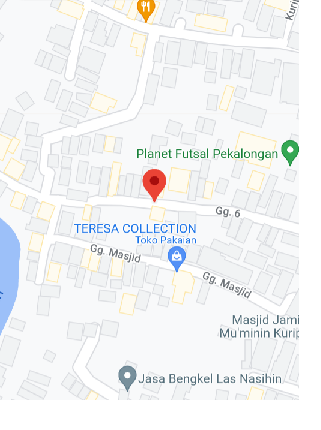 Kurip
Planet Futsal Pekalongan
Gg. 6
TERESA COLLECTION
Toko Pakaian
Gg. Masjid
Gg. Masjid
Masjid Jami
Mu'minin Kurip
Jasa Bengkel Las Nasihin